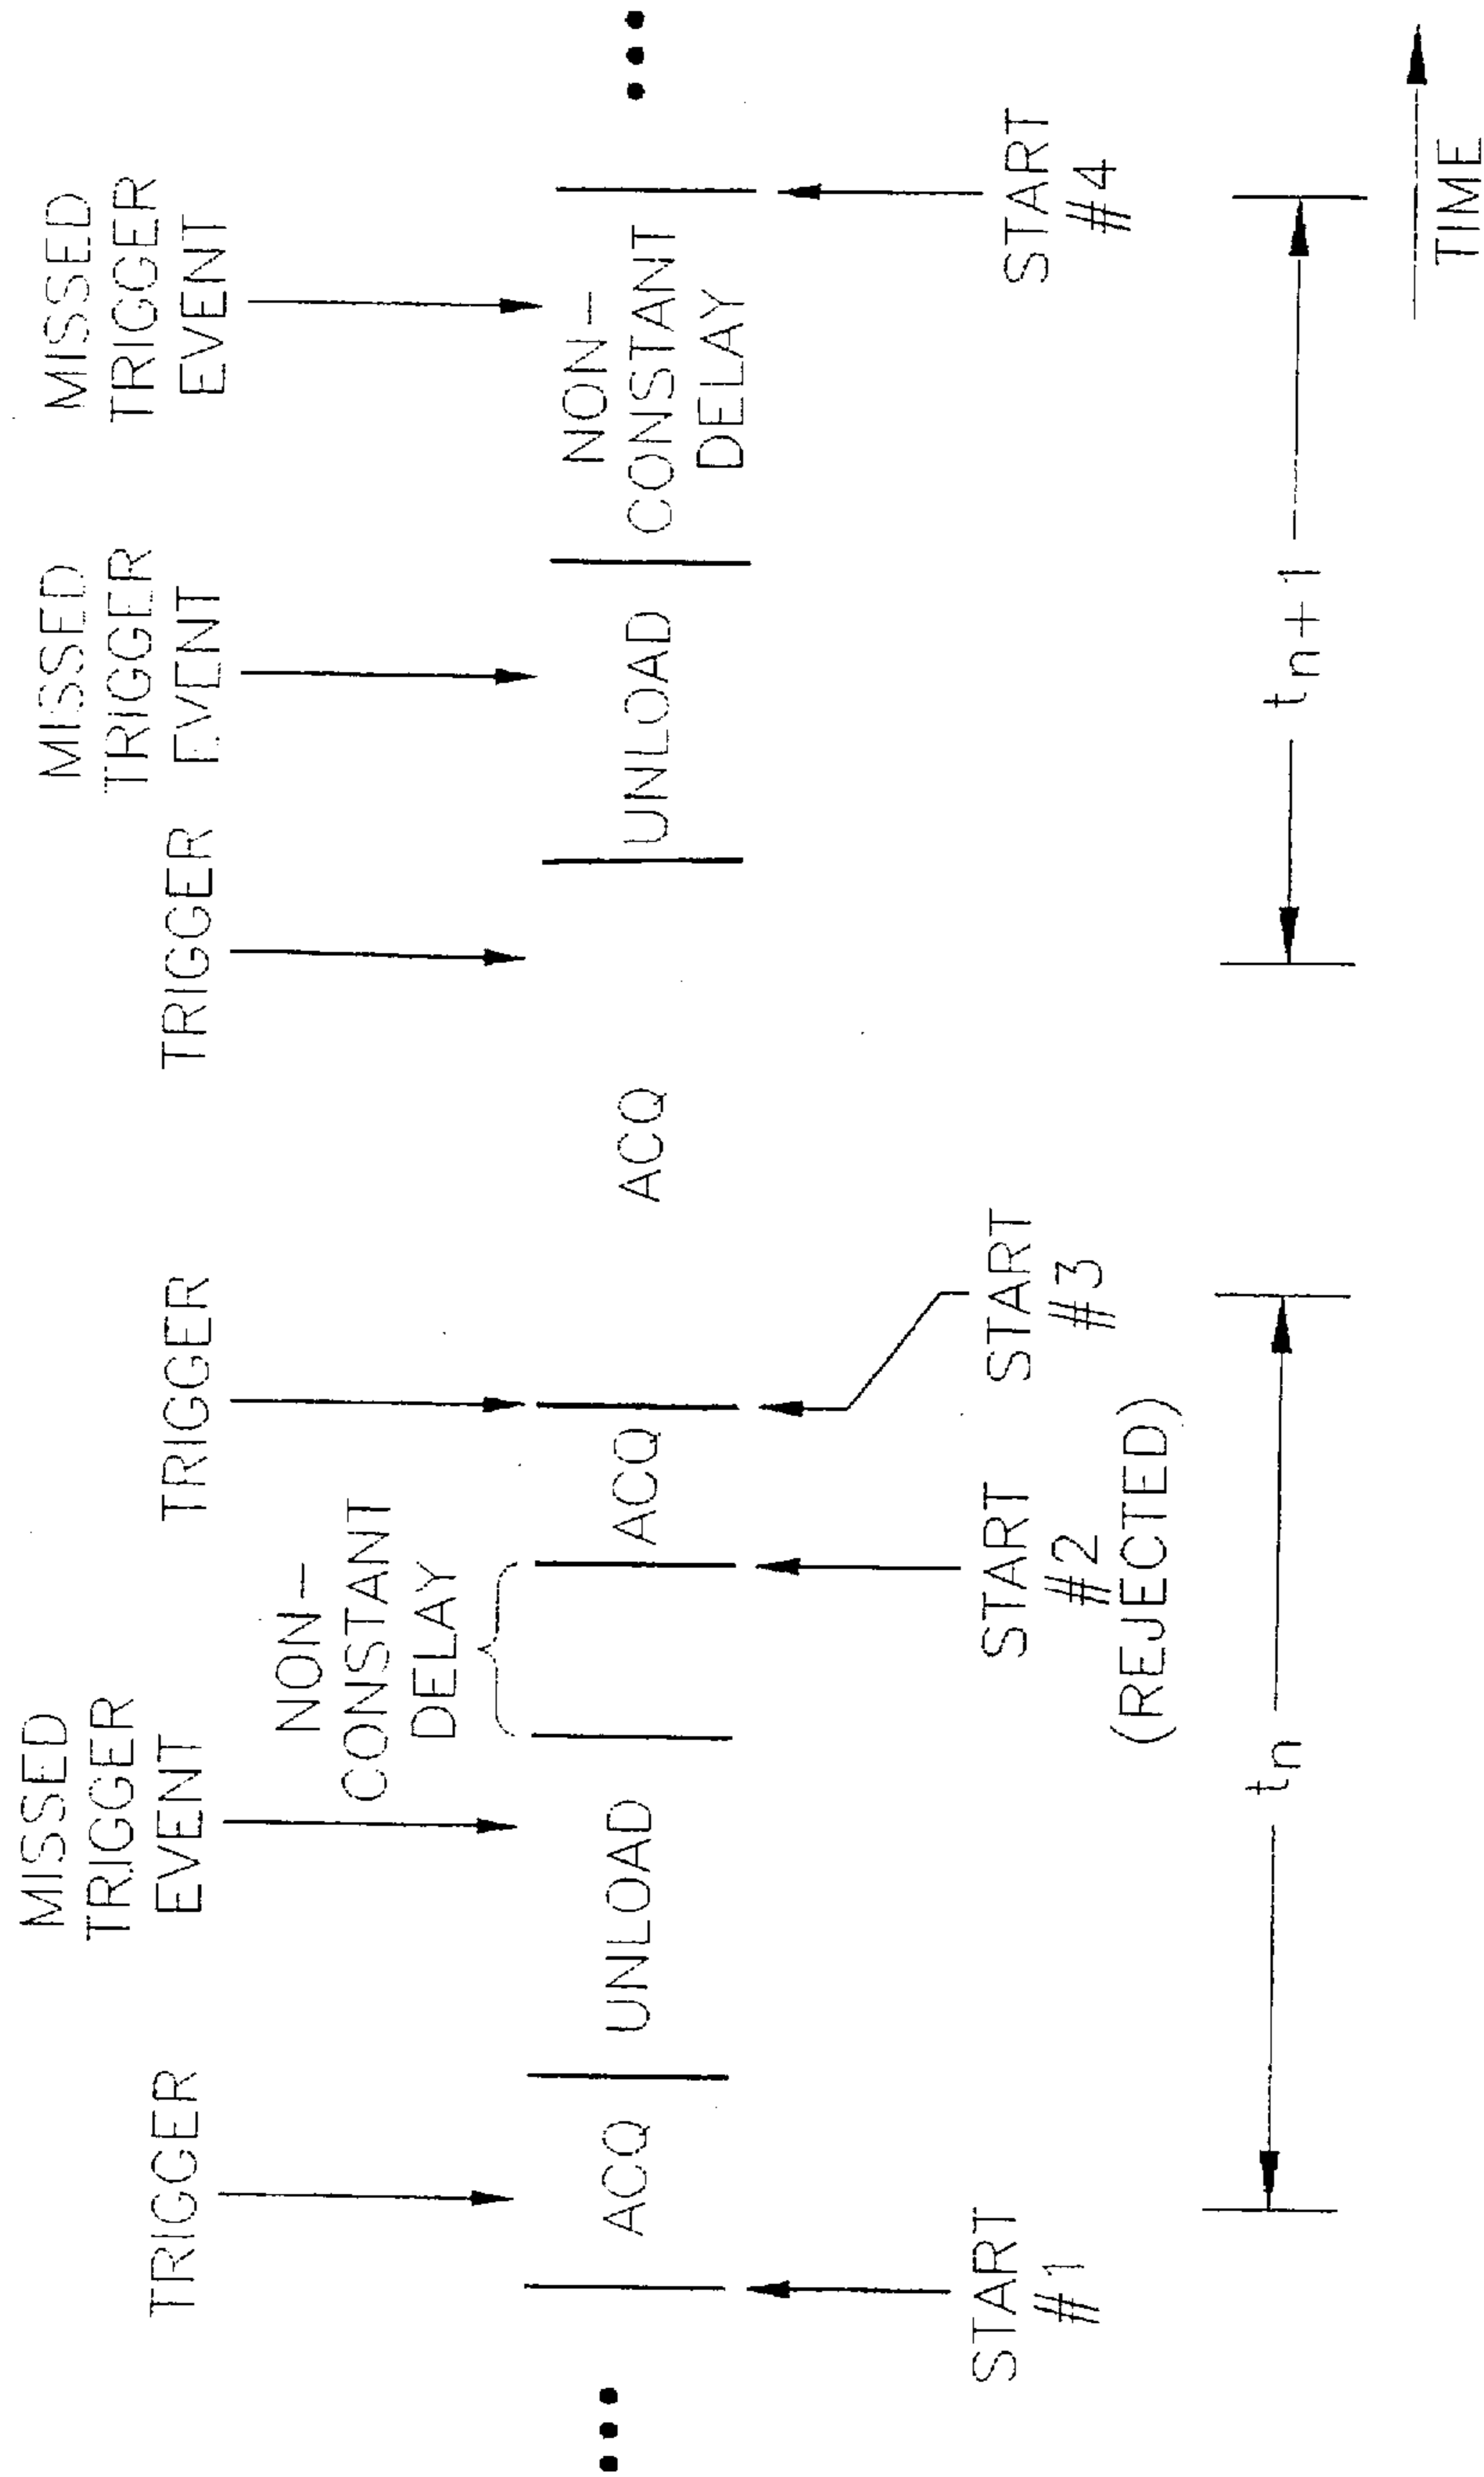 MISSED
TRIGGER
EVENT
MISSED
TRIGGER
EVENT
MISSED
TRIGGER
EVENT
TRIGGER
TRIGGER
TRIGGER
NON-
CONSTANT
DELAY
ACQ
UNLOAD
ACQ
ACQ
UNLOAD
NON-
CONSTANT
DELAY
START
#1
START
#2
(REJECTED)
START
#3
START
#4
tn
tn+1
TIME